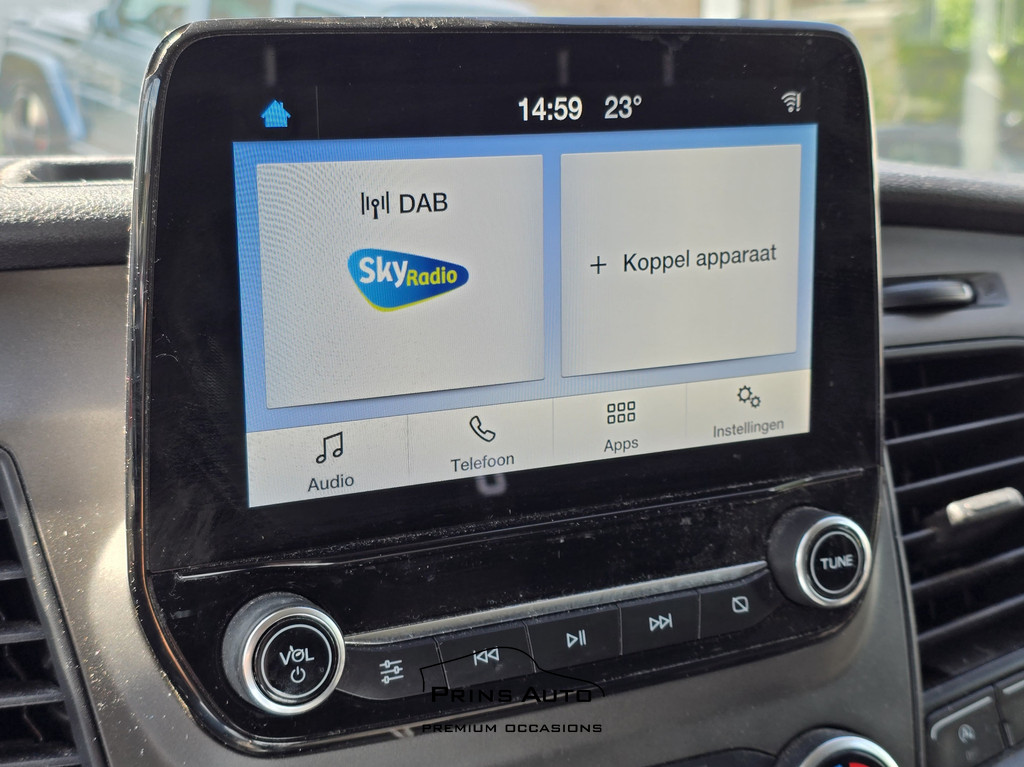 14:59 23°
DAB
Sky Radio
+ Koppel apparaat
Audio
Telefoon
Apps
Instellingen
TUNE
VOL
PRINS AUTO
PREMIUM OCCASIONS